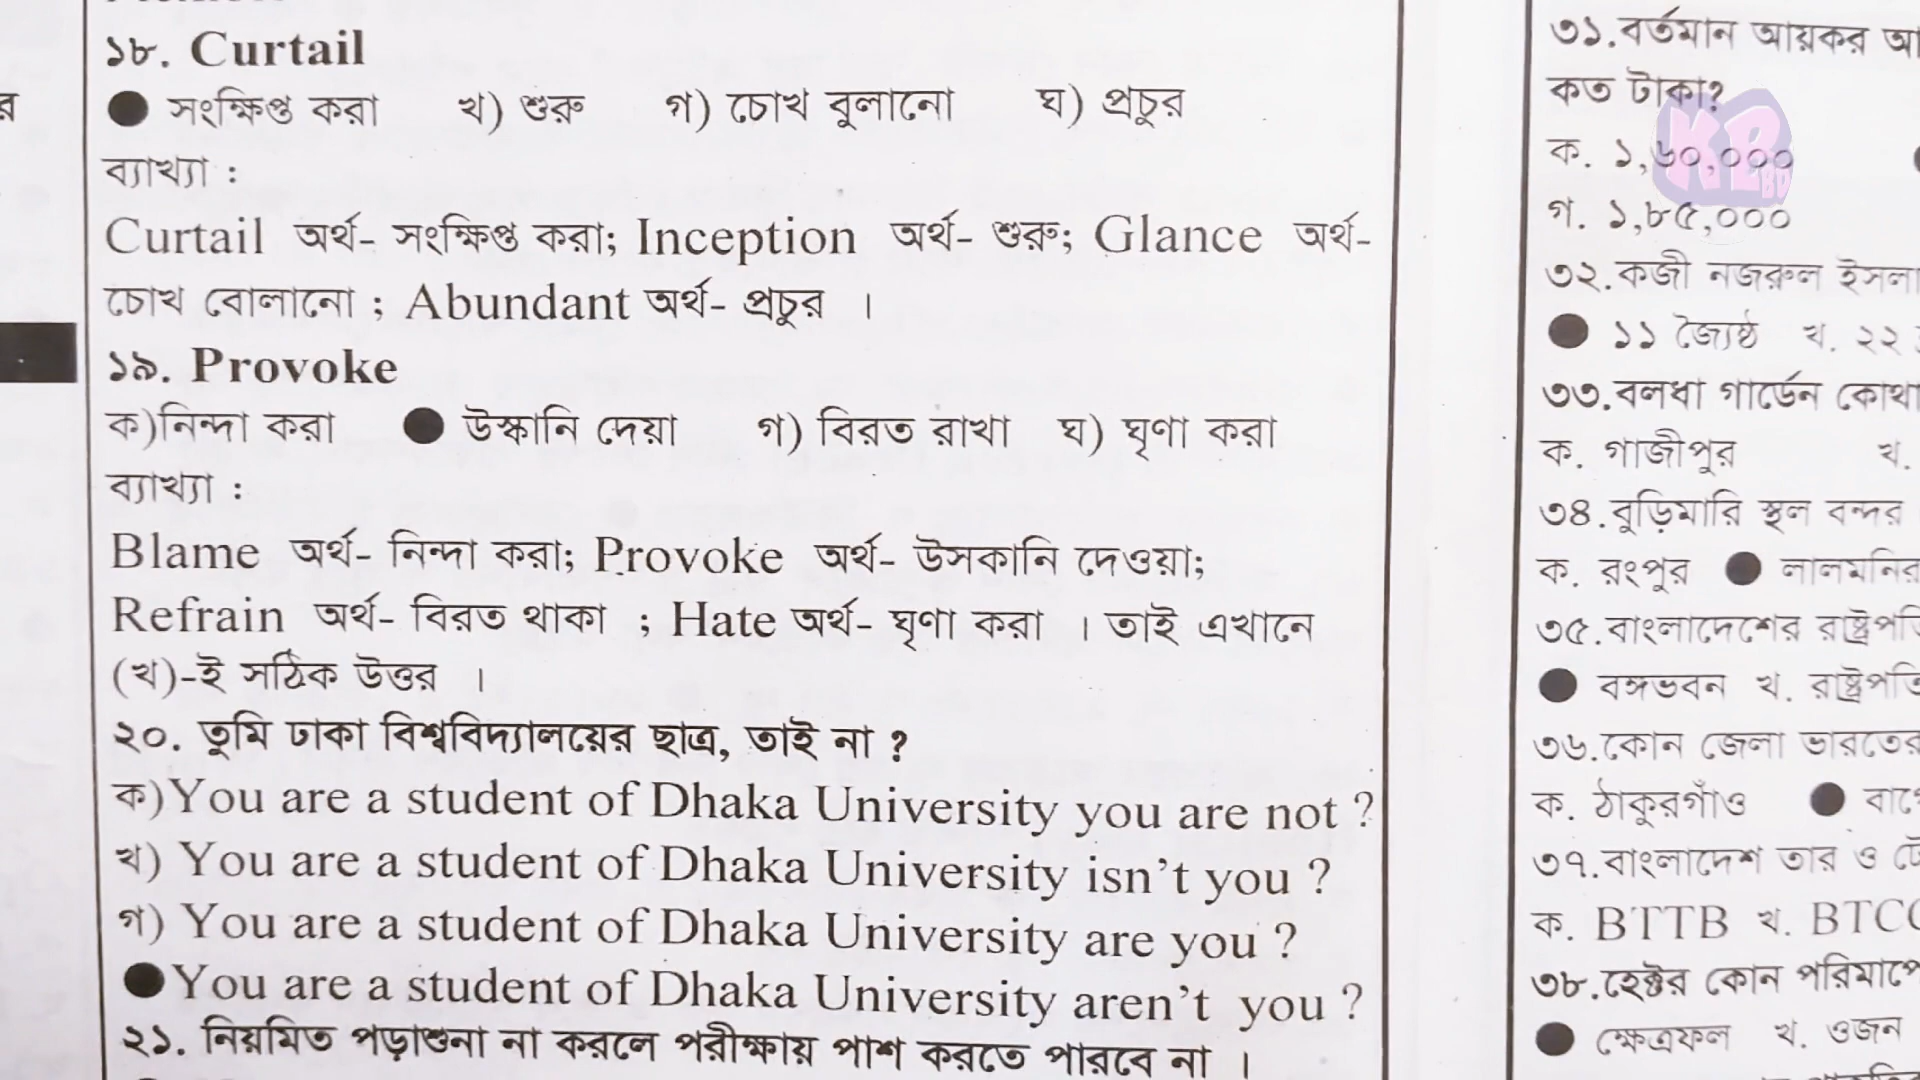 ১৮. Curtail
● সংক্ষিপ্ত করা খ) শুরু গ) চোখ বুলানো ঘ) প্রচুর
ব্যাখ্যা :
Curtail অর্থ- সংক্ষিপ্ত করা; Inception অর্থ- শুরু; Glance অর্থ-
চোখ বোলানো ; Abundant অর্থ- প্রচুর ।
১৯. Provoke
ক)নিন্দা করা ● উস্কানি দেয়া গ) বিরত রাখা ঘ) ঘৃণা করা
ব্যাখ্যা :
Blame অর্থ- নিন্দা করা; Provoke অর্থ- উসকানি দেওয়া;
Refrain অর্থ- বিরত থাকা ; Hate অর্থ- ঘৃণা করা । তাই এখানে
(খ)-ই সঠিক উত্তর ।
২০. তুমি ঢাকা বিশ্ববিদ্যালয়ের ছাত্র, তাই না ?
ক)You are a student of Dhaka University you are not ?
খ) You are a student of Dhaka University isn't you ?
গ) You are a student of Dhaka University are you ?
●You are a student of Dhaka University aren't you ?
২১. নিয়মিত পড়াশুনা না করলে পরীক্ষায় পাশ করতে পারবে না ।
৩১.বর্তমান আয়কর
কত টাকা?
ক. ১,৬০,০০০
গ. ১,৮৫,০০০
৩২.কজী নজরুল
● ১১ জ্যৈষ্ঠ খ. ২২
৩৩.বলধা গার্ডেন
ক. গাজীপুর খ.
৩৪.বুড়িমারি স্থল বন্দর
ক. রংপুর ●
৩৫.বাংলাদেশের
● বঙ্গভবন খ.
৩৬.কোন জেলা
ক. ঠাকুরগাঁও ●
৩৭.বাংলাদেশ তার ও
ক. BTTB খ.
৩৮.হেক্টর কোন
● ক্ষেত্রফল খ. ওজন
KB BD